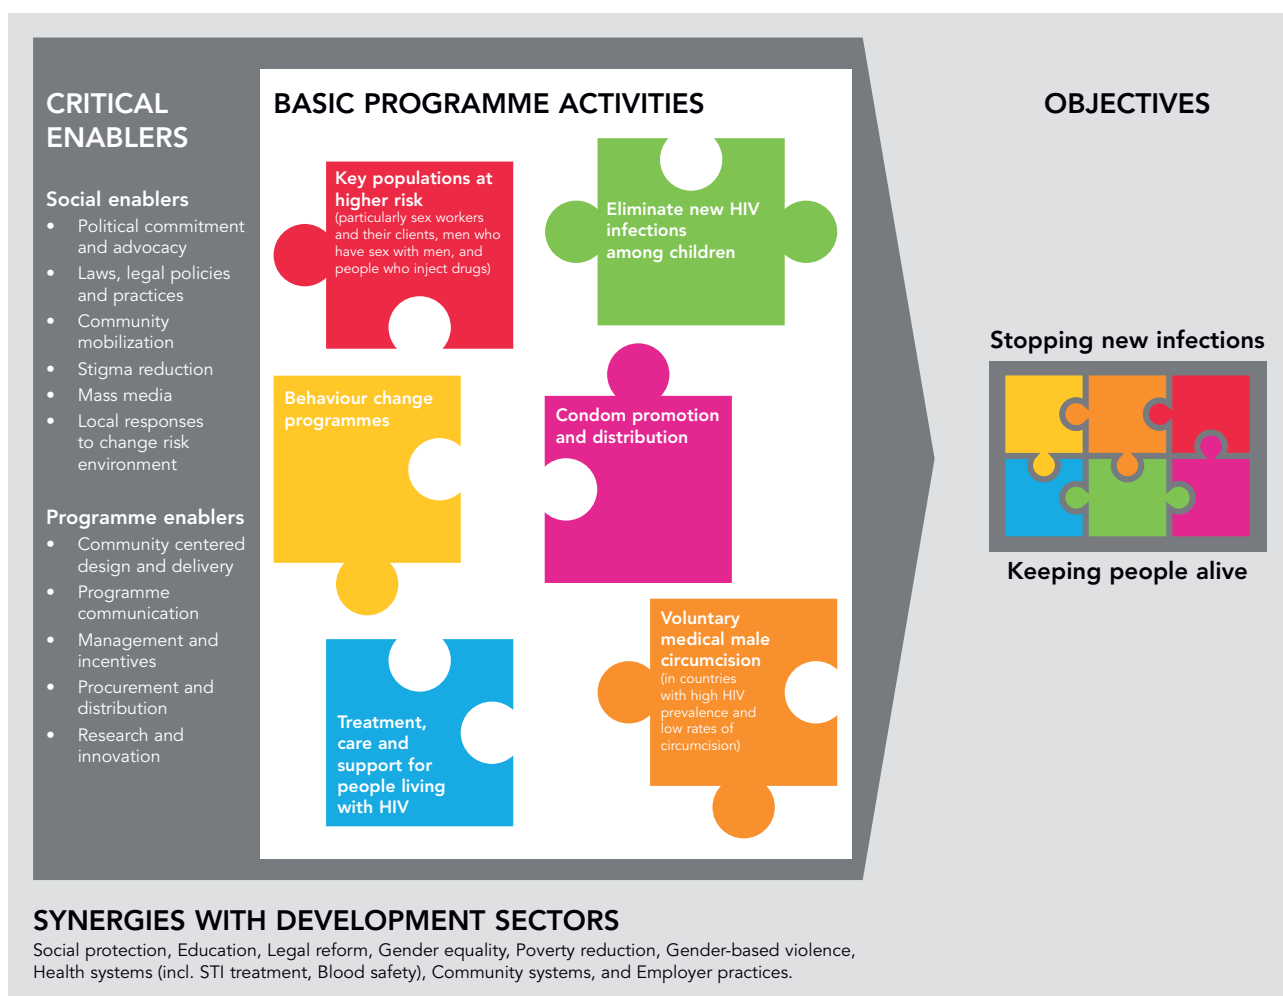 CRITICAL
ENABLERS
Social enablers
• Political commitment
and advocacy
• Laws, legal policies
and practices
• Community
mobilization
• Stigma reduction
• Mass media
• Local responses
to change risk
environment
Programme enablers
• Community centered
design and delivery
• Programme
communication
• Management and
incentives
• Procurement and
distribution
• Research and
innovation
BASIC PROGRAMME ACTIVITIES
Key populations at
higher risk
(particularly sex workers
and their clients, men who
have sex with men, and
people who inject drugs)
Eliminate new HIV
infections
among children
Behaviour change
programmes
Condom promotion
and distribution
Treatment,
care and
support for
people living
with HIV
Voluntary
medical male
circumcision
(in countries
with high HIV
prevalence and
low rates of
circumcision)
OBJECTIVES
Stopping new infections
Keeping people alive
SYNERGIES WITH DEVELOPMENT SECTORS
Social protection, Education, Legal reform, Gender equality, Poverty reduction, Gender-based violence,
Health systems (incl. STI treatment, Blood safety), Community systems, and Employer practices.